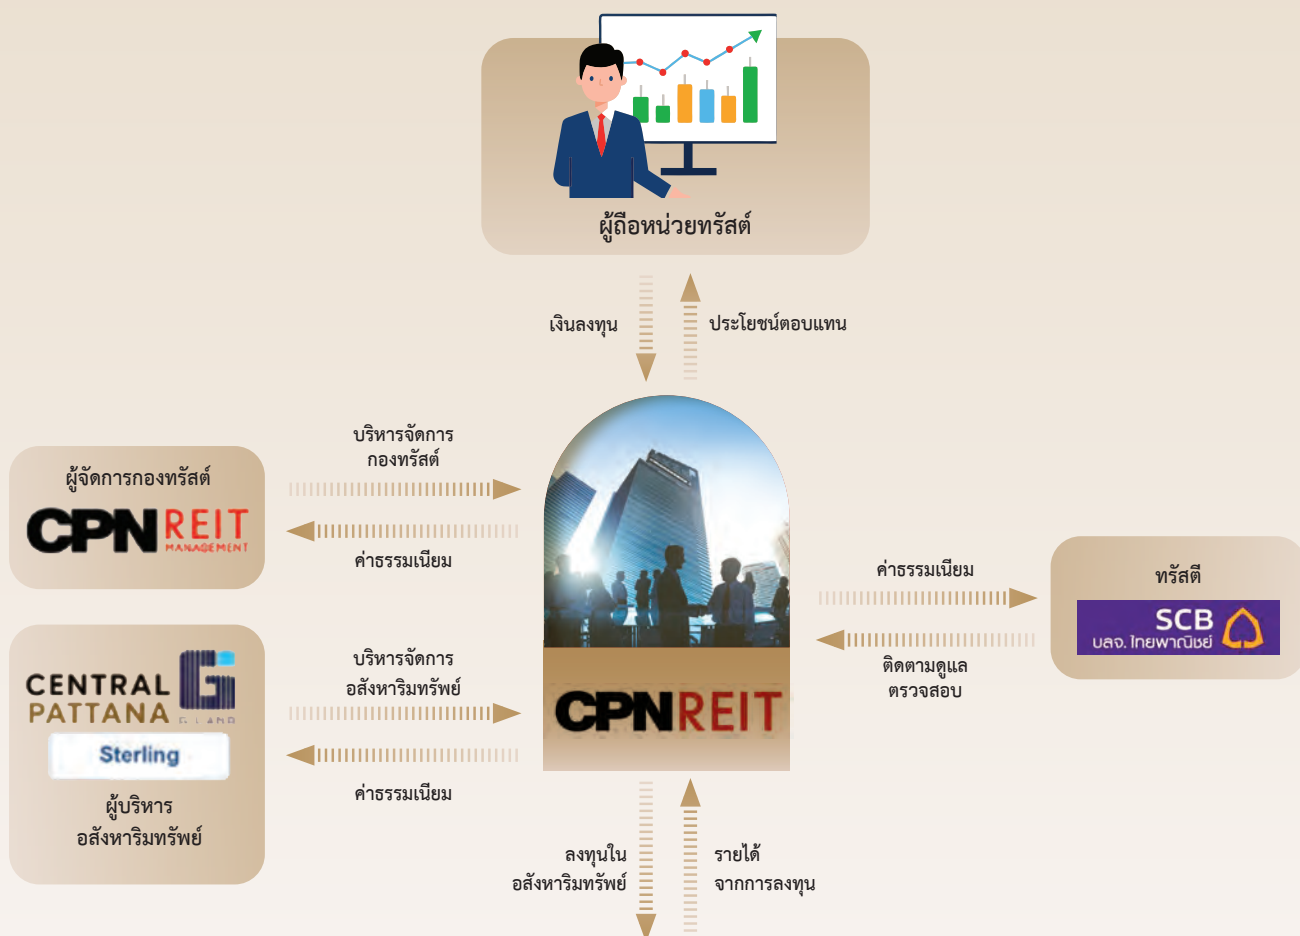 ผู้ถือหน่วยทรัสต์
เงินลงทุน
ประโยชน์ตอบแทน
บริหารจัดการ
กองทรัสต์
ผู้จัดการกองทรัสต์
CPNREIT
MANAGEMENT
ค่าธรรมเนียม
ค่าธรรมเนียม
ทรัสตี
SCB
บลจ. ไทยพาณิชย์
ติดตามดูแล
ตรวจสอบ
บริหารจัดการ
อสังหาริมทรัพย์
CENTRAL
PATTANA
G LAND
Sterling
ผู้บริหาร
อสังหาริมทรัพย์
ค่าธรรมเนียม
CPNREIT
ลงทุนใน
อสังหาริมทรัพย์
รายได้
จากการลงทุน